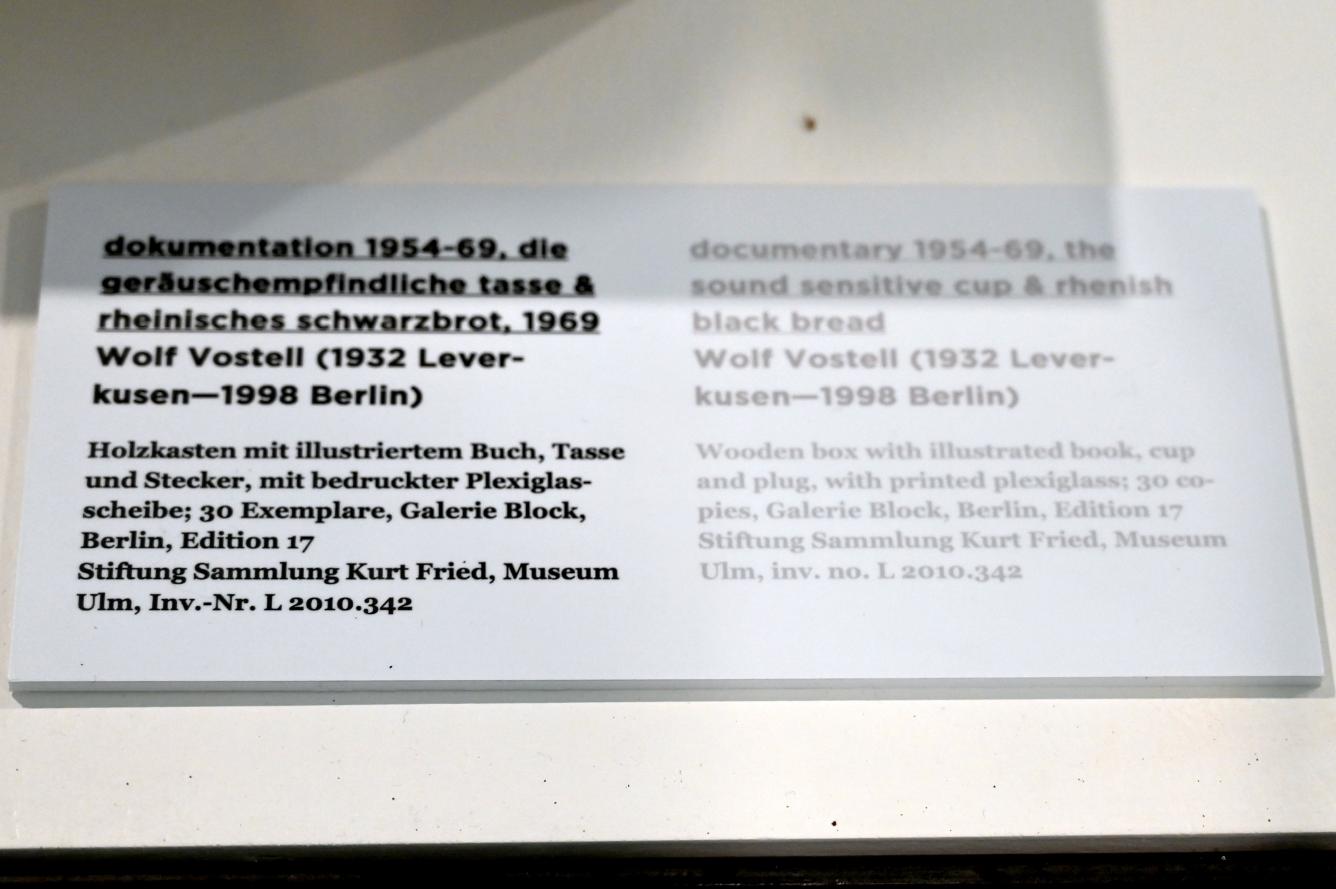 dokumentation 1954-69, die
geräuschempfindliche tasse &
rheinisches schwarzbrot, 1969
Wolf Vostell (1932 Lever-
kusen—1998 Berlin)
Holzkasten mit illustriertem Buch, Tasse
und Stecker, mit bedruckter Plexiglas-
scheibe; 30 Exemplare, Galerie Block,
Berlin, Edition 17
Stiftung Sammlung Kurt Fried, Museum
Ulm, Inv.-Nr. L 2010.342
documentary 1954-69, the
sound sensitive cup & rhenish
black bread
Wolf Vostell (1932 Lever-
kusen—1998 Berlin)
Wooden box with illustrated book, cup
and plug, with printed plexiglass; 30 co-
pies, Galerie Block, Berlin, Edition 17
Stiftung Sammlung Kurt Fried, Museum
Ulm, inv. no. L 2010.342